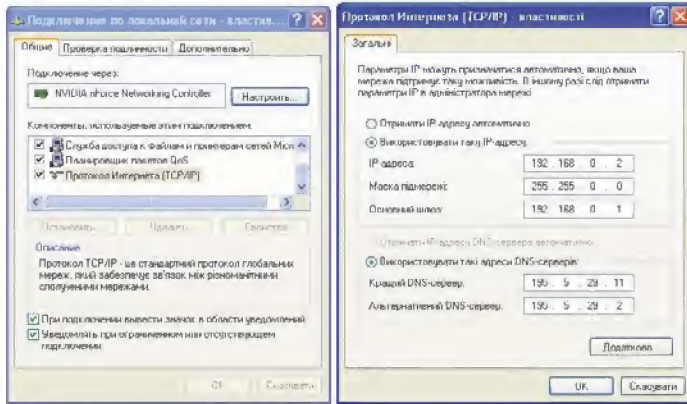 Подключение по локальной сети - властив...
Общие
Проверка подлинности
Дополнительно
Подключение через:
NVIDIA nForce Networking Controller
Настроить...
Компоненты, используемые этим подключением:
Служба доступа к файлам и принтерам сетей Micr
Планировщик пакетов QoS
Протокол Интернета (TCP/IP)
Установить...
Удалить
Свойства
Описание
Протокол TCP/IP - це стандартний протокол глобальних
мереж, який забезпечує зв'язок між різноманітними
сполученими мережами.
При подключении вывести значок в области уведомлений
Уведомлять при ограниченном или отсутствующем
подключении
OK
Скасувати
Протокол Интернета (TCP/IP) - властивості
Загальні
Параметри IP можуть призначатися автоматично, якщо ваша
мережа підтримує таку можливість. В іншому разі слід отримати
параметри IP в адміністратора мережі.
Отримати IP-адресу автоматично
Використовувати таку IP-адресу:
IP-адреса:
192 . 168 . 0 . 2
Маска підмережі:
255 . 255 . 0 . 0
Основний шлюз:
192 . 168 . 0 . 1
Отримати IP-адреси DNS-сервера автоматично
Використовувати такі адреси DNS-серверів:
Кращий DNS-сервер:
195 . 5 . 29 . 11
Альтернативний DNS-сервер:
195 . 5 . 29 . 2
Додатково...
OK
Скасувати